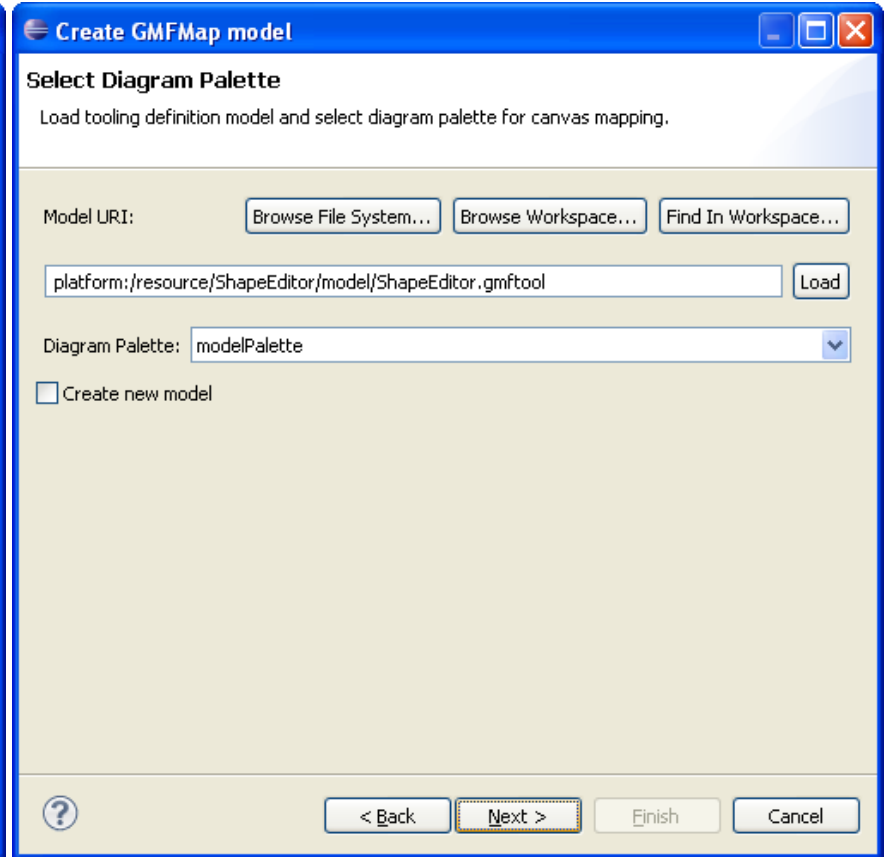 Create GMFMap model
Select Diagram Palette
Load tooling definition model and select diagram palette for canvas mapping.
Model URI: Browse File System... Browse Workspace... Find In Workspace...
platform:/resource/ShapeEditor/model/ShapeEditor.gmftool Load
Diagram Palette: modelPalette
Create new model
? < Back Next > Finish Cancel